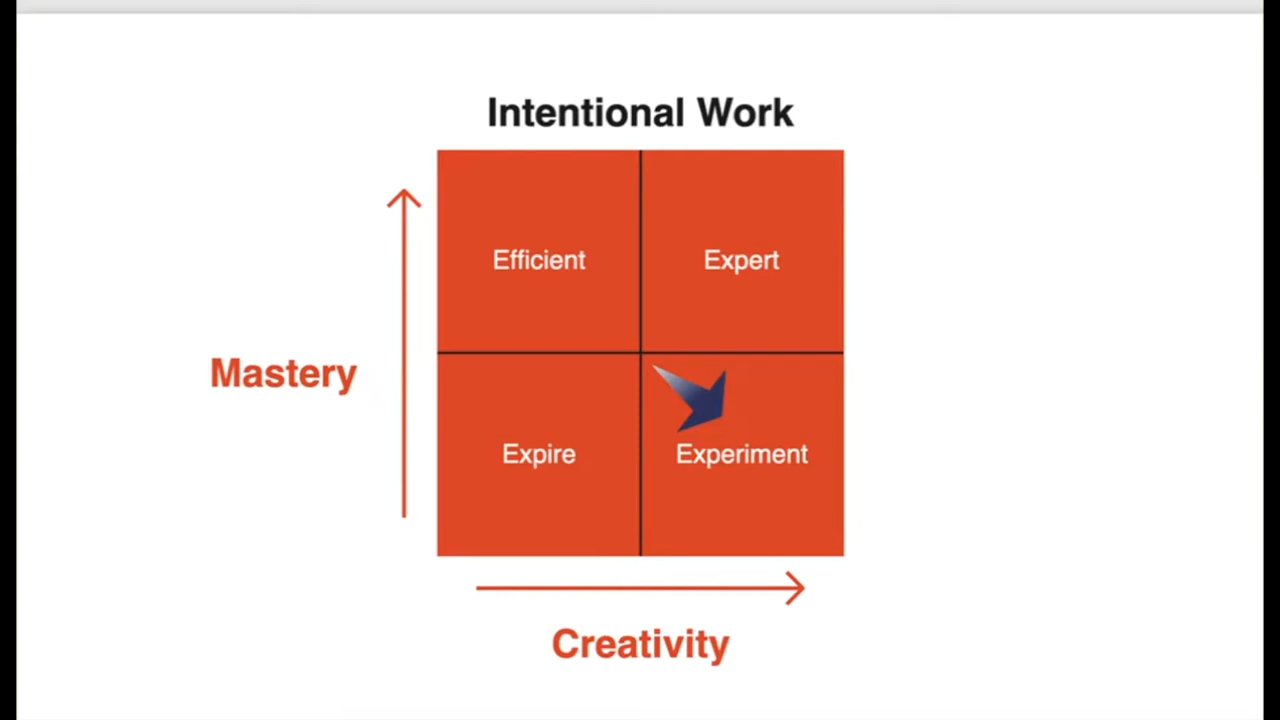 Intentional Work
Efficient
Expert
Mastery
Expire
Experiment
Creativity